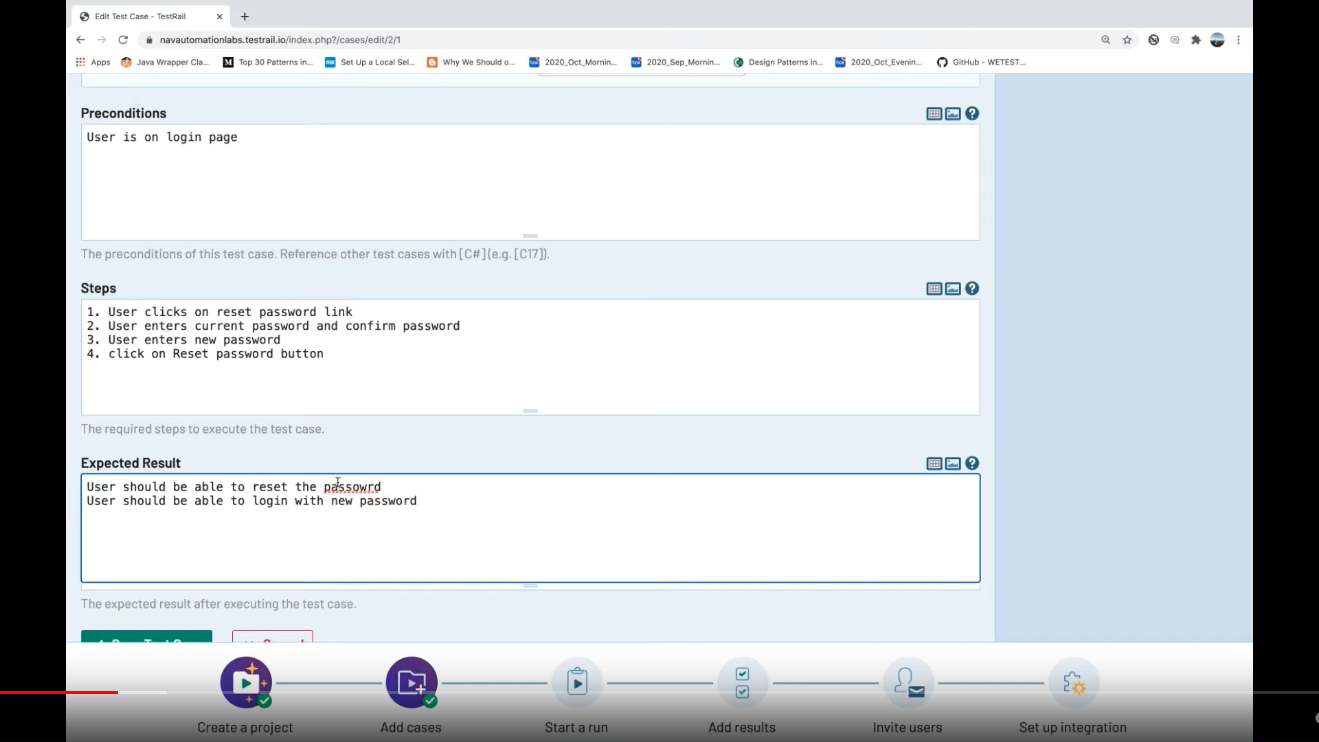 Edit Test Case - TestRail
navautomationlabs.testrail.io/index.php?/cases/edit/2/1
Apps Java Wrapper Cla... Top 30 Patterns in... Set Up a Local Sel... Why We Should o... 2020_Oct_Mornin... 2020_Sep_Mornin... Design Patterns in... 2020_Oct_Evenin... GitHub - WETEST...
Preconditions
User is on login page
The preconditions of this test case. Reference other test cases with [C#] (e.g. [C17]).
Steps
1. User clicks on reset password link
2. User enters current password and confirm password
3. User enters new password
4. click on Reset password button
The required steps to execute the test case.
Expected Result
User should be able to reset the passowrd
User should be able to login with new password
The expected result after executing the test case.
Create a project Add cases Start a run Add results Invite users Set up integration